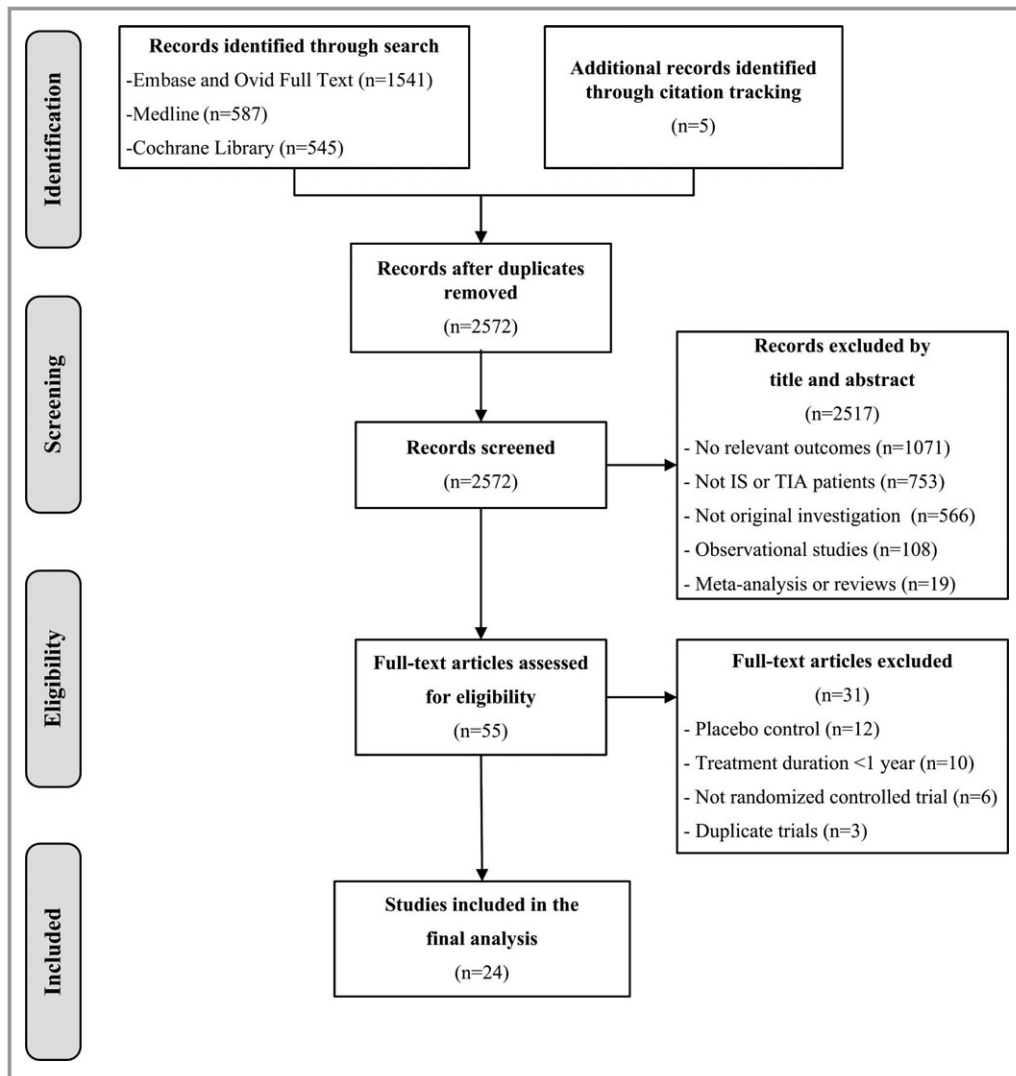 Identification
Records identified through search
-Embase and Ovid Full Text (n=1541)
-Medline (n=587)
-Cochrane Library (n=545)
Additional records identified
through citation tracking
(n=5)
Records after duplicates
removed
(n=2572)
Screening
Records screened
(n=2572)
Records excluded by
title and abstract
(n=2517)
- No relevant outcomes (n=1071)
- Not IS or TIA patients (n=753)
- Not original investigation (n=566)
- Observational studies (n=108)
- Meta-analysis or reviews (n=19)
Eligibility
Full-text articles assessed
for eligibility
(n=55)
Full-text articles excluded
(n=31)
- Placebo control (n=12)
- Treatment duration <1 year (n=10)
- Not randomized controlled trial (n=6)
- Duplicate trials (n=3)
Included
Studies included in the
final analysis
(n=24)